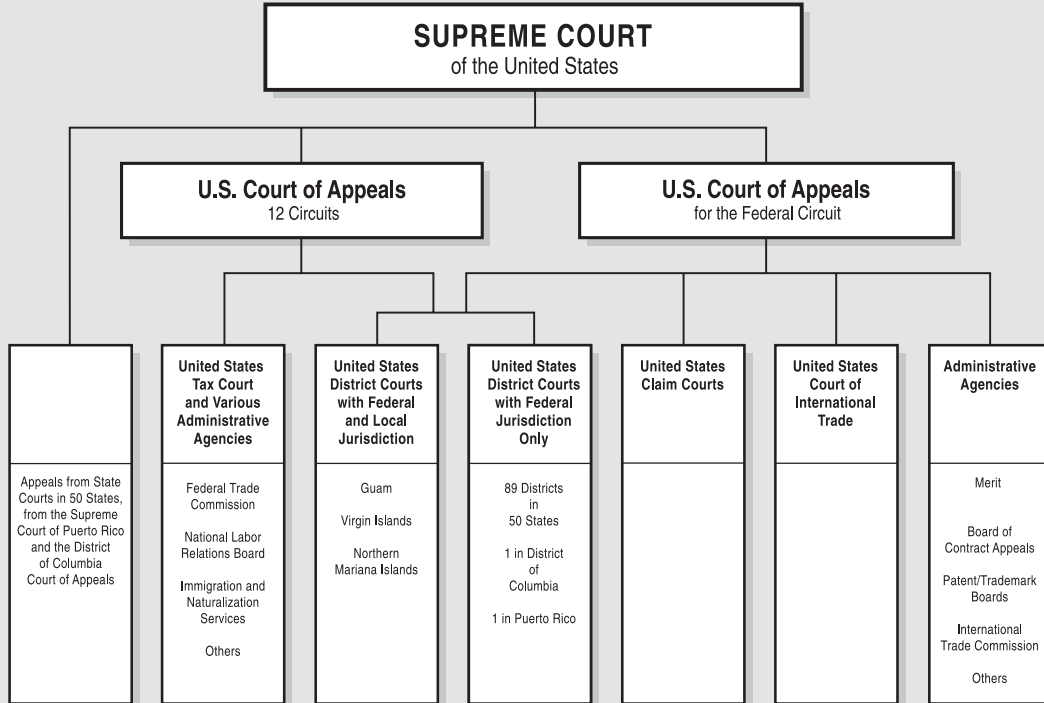 SUPREME COURT
of the United States
U.S. Court of Appeals
12 Circuits
U.S. Court of Appeals
for the Federal Circuit
Appeals from State
Courts in 50 States,
from the Supreme
Court of Puerto Rico
and the District
of Columbia
Court of Appeals
United States
Tax Court
and Various
Administrative
Agencies
Federal Trade
Commission
National Labor
Relations Board
Immigration and
Naturalization
Services
Others
United States
District Courts
with Federal
and Local
Jurisdiction
Guam
Virgin Islands
Northern
Mariana Islands
United States
District Courts
with Federal
Jurisdiction
Only
89 Districts
in
50 States
1 in District
of
Columbia
1 in Puerto Rico
United States
Claim Courts
United States
Court of
International
Trade
Administrative
Agencies
Merit
Board of
Contract Appeals
Patent/Trademark
Boards
International
Trade Commission
Others